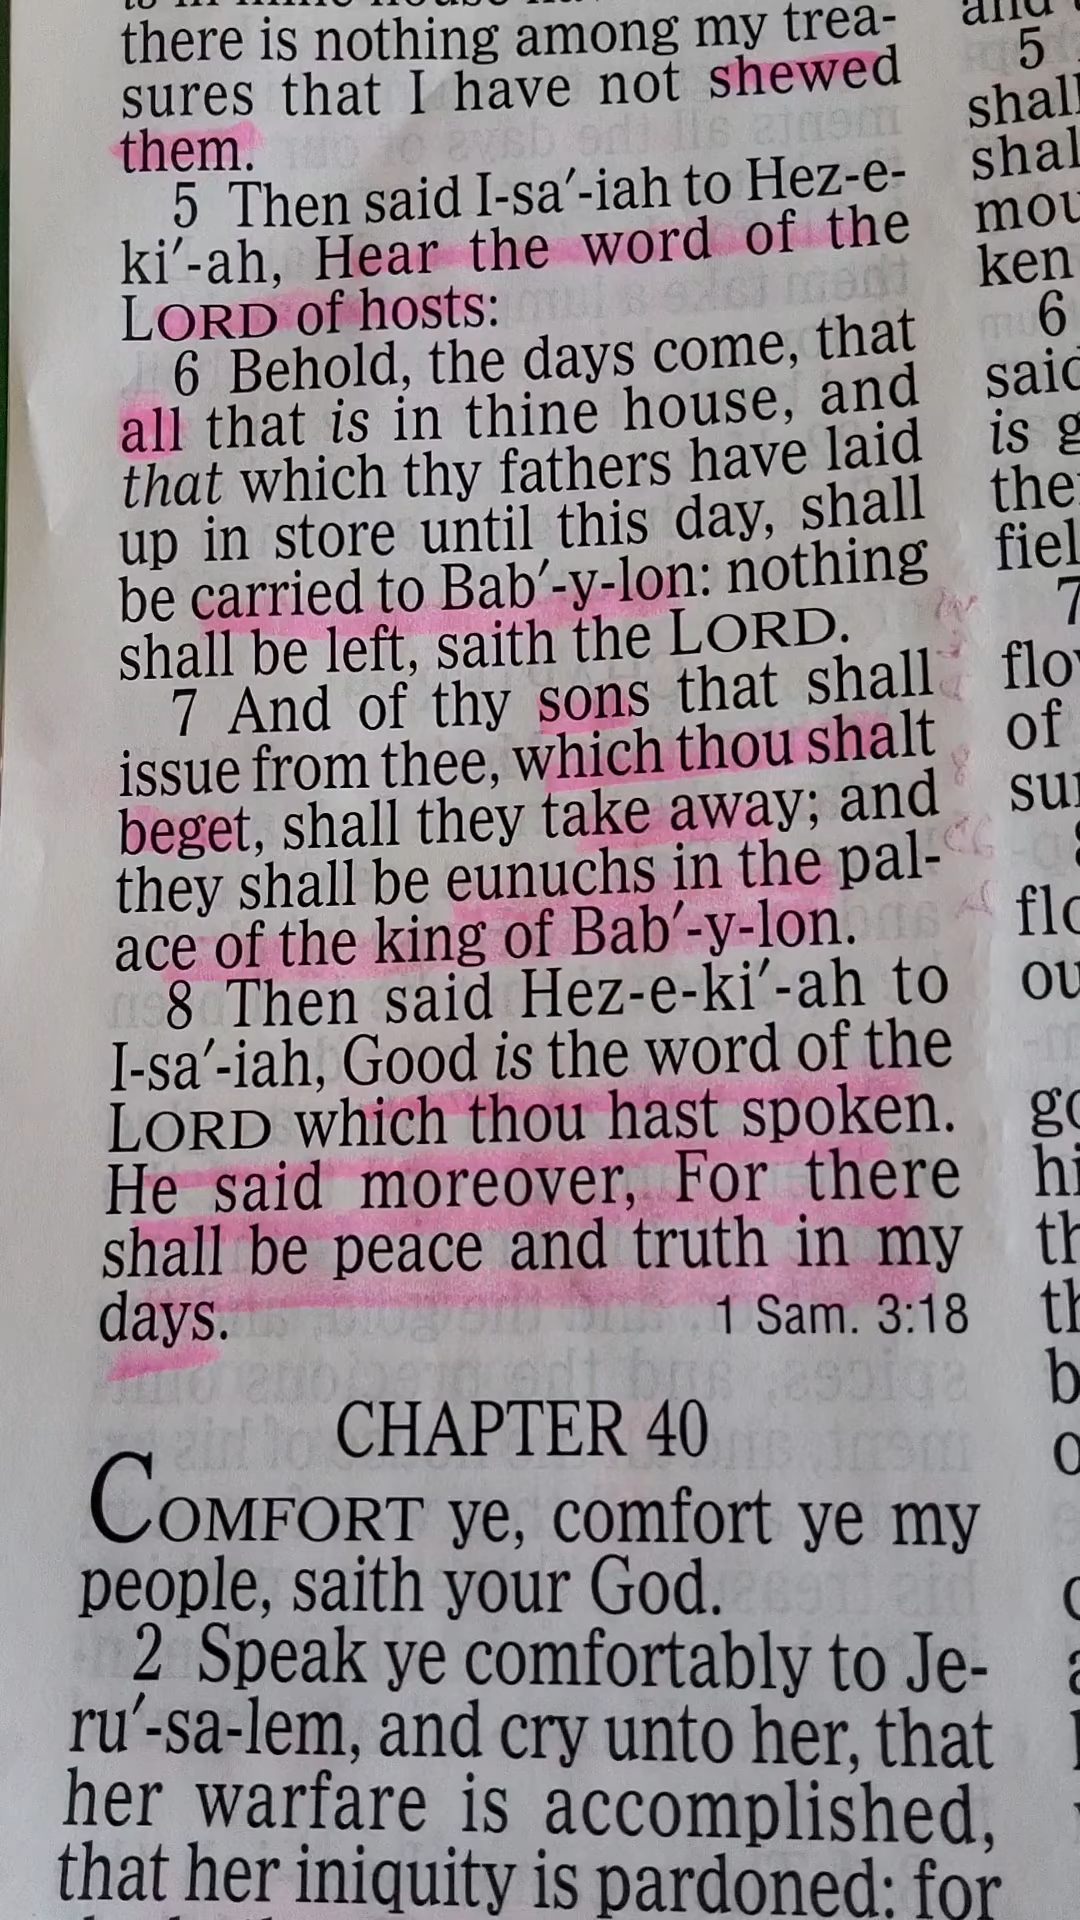 there is nothing among my trea-
sures that I have not shewed
them.
5 Then said I-sa′-iah to Hez-e-
ki′-ah, Hear the word of the
LORD of hosts:
6 Behold, the days come, that
all that is in thine house, and
that which thy fathers have laid
up in store until this day, shall
be carried to Bab′-y-lon: nothing
shall be left, saith the LORD.
7 And of thy sons that shall
issue from thee, which thou shalt
beget, shall they take away; and
they shall be eunuchs in the pal-
ace of the king of Bab′-y-lon.
8 Then said Hez-e-ki′-ah to
I-sa′-iah, Good is the word of the
LORD which thou hast spoken.
He said moreover, For there
shall be peace and truth in my
days. 1 Sam. 3:18
CHAPTER 40
COMFORT ye, comfort ye my
people, saith your God.
2 Speak ye comfortably to Je-
ru′-sa-lem, and cry unto her, that
her warfare is accomplished,
that her iniquity is pardoned: for
5
shall
mou
ken
6
said
is g
7
of